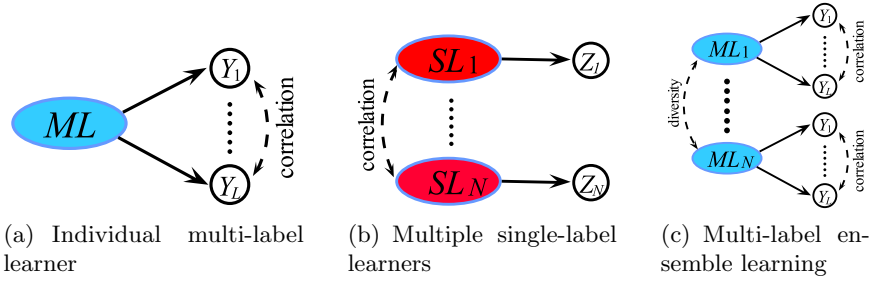 ML
Y1
YL
correlation
(a) Individual multi-label
learner
SL1
Z1
correlation
SLN
ZN
(b) Multiple single-label
learners
ML1
Y1
YL
correlation
diversity
MLN
Y1
YL
correlation
(c) Multi-label en-
semble learning